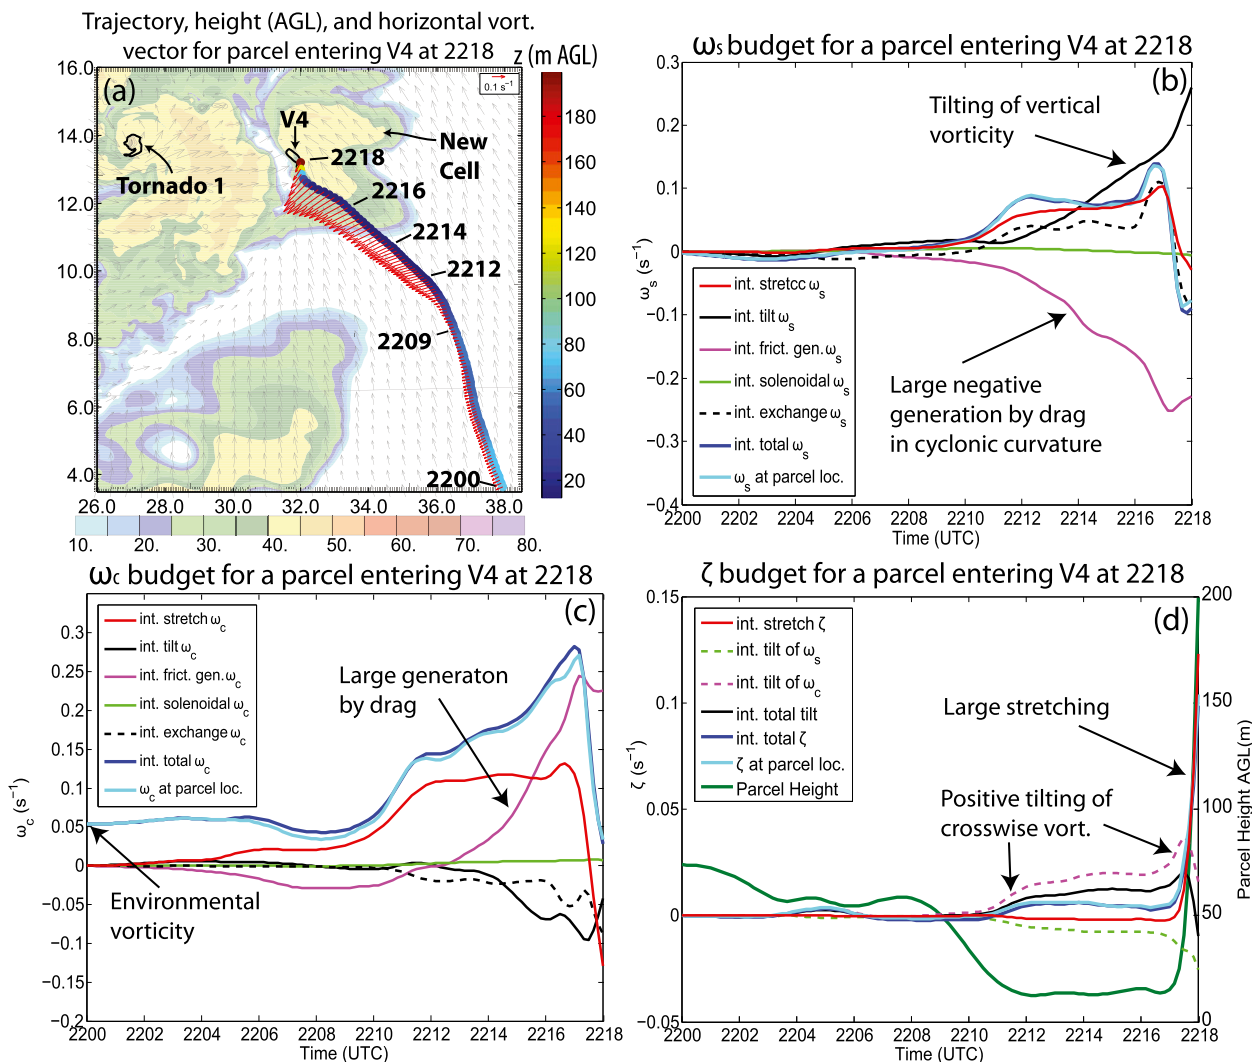 Trajectory, height (AGL), and horizontal vort.
vector for parcel entering V4 at 2218
z (m AGL)
16.0
14.0
12.0
10.0
8.0
6.0
4.0
(a)
0.1 s⁻¹
V4
New
Cell
Tornado 1
2218
2216
2214
2212
2209
2200
26.0 28.0 30.0 32.0 34.0 36.0 38.0
10. 20. 30. 40. 50. 60. 70. 80.
180
160
140
120
100
80
60
40
20
ωs budget for a parcel entering V4 at 2218
(b)
0.3
0.2
0.1
0
−0.1
−0.2
−0.3
−0.4
ωs (s⁻¹)
Tilting of vertical
vorticity
int. stretcc ωs
int. tilt ωs
int. frict. gen. ωs
int. solenoidal ωs
int. exchange ωs
int. total ωs
ωs at parcel loc.
Large negative
generation by drag
in cyclonic curvature
2200 2202 2204 2206 2208 2210 2212 2214 2216 2218
Time (UTC)
ωc budget for a parcel entering V4 at 2218
(c)
0.3
0.25
0.2
0.15
0.1
0.05
0
−0.05
−0.1
−0.15
−0.2
ωc (s⁻¹)
int. stretch ωc
int. tilt ωc
int. frict. gen. ωc
int. solenoidal ωc
int. exchange ωc
int. total ωc
ωc at parcel loc.
Large generaton
by drag
Environmental
vorticity
2200 2202 2204 2206 2208 2210 2212 2214 2216 2218
Time (UTC)
ζ budget for a parcel entering V4 at 2218
(d)
0.15
0.1
0.05
0
−0.05
ζ (s⁻¹)
int. stretch ζ
int. tilt of ωs
int. tilt of ωc
int. total tilt
int. total ζ
ζ at parcel loc.
Parcel Height
Large stretching
Positive tilting of
crosswise vort.
200
150
100
50
0
Parcel Height AGL(m)
2200 2202 2204 2206 2208 2210 2212 2214 2216 2218
Time (UTC)